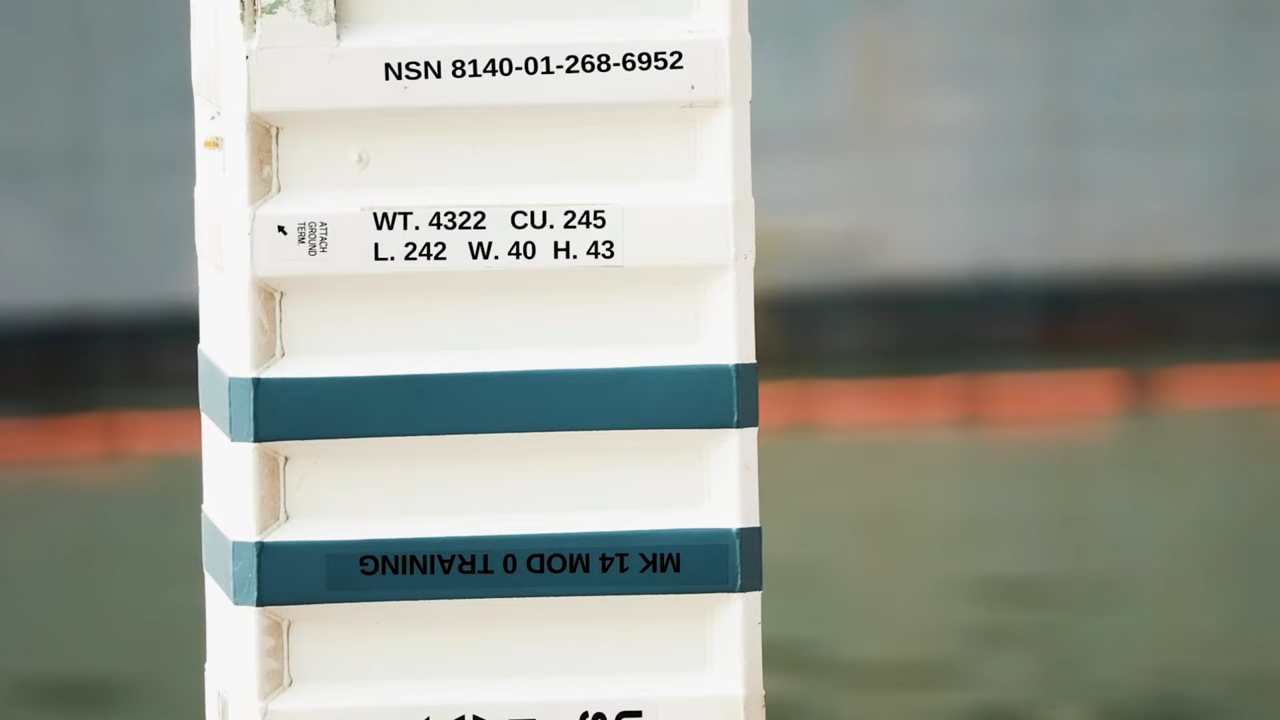 NSN 8140-01-268-6952
WT. 4322 CU. 245
L. 242 W. 40 H. 43
ATTACH
GROUND
TERM.
MK 14 MOD 0 TRAINING